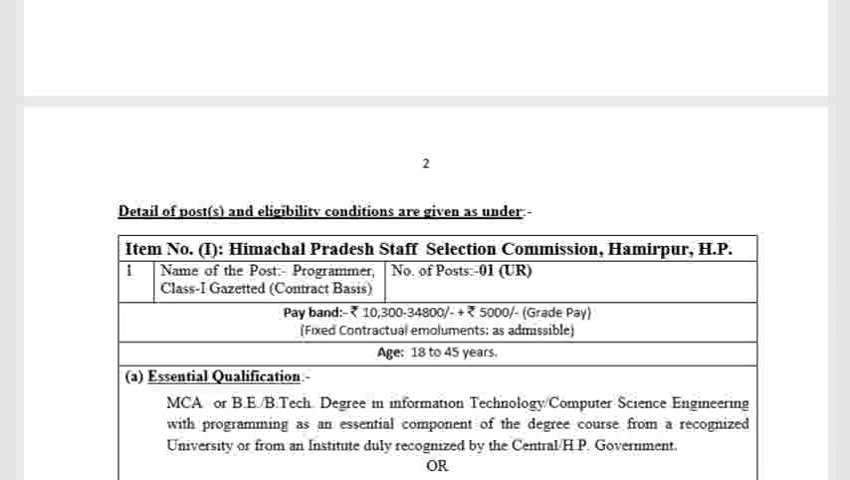 2
Detail of post(s) and eligibility conditions are given as under:-
Item No. (I): Himachal Pradesh Staff Selection Commission, Hamirpur, H.P.
1 Name of the Post:- Programmer, No. of Posts:-01 (UR)
Class-I Gazetted (Contract Basis)
Pay band:- ₹ 10,300-34800/- + ₹ 5000/- (Grade Pay)
(Fixed Contractual emoluments: as admissible)
Age: 18 to 45 years.
(a) Essential Qualification:-
MCA or B.E./B.Tech. Degree in information Technology/Computer Science Engineering
with programming as an essential component of the degree course from a recognized
University or from an Institute duly recognized by the Central/H.P. Government.
OR